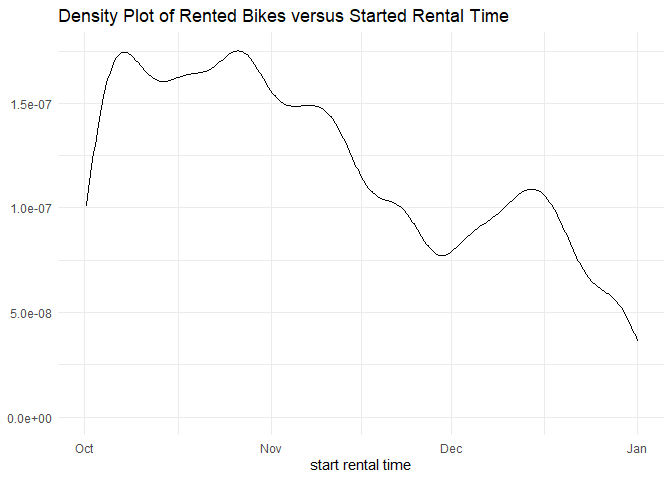 Density Plot of Rented Bikes versus Started Rental Time
1.5e-07
1.0e-07
5.0e-08
0.0e+00
Oct Nov Dec Jan
start rental time